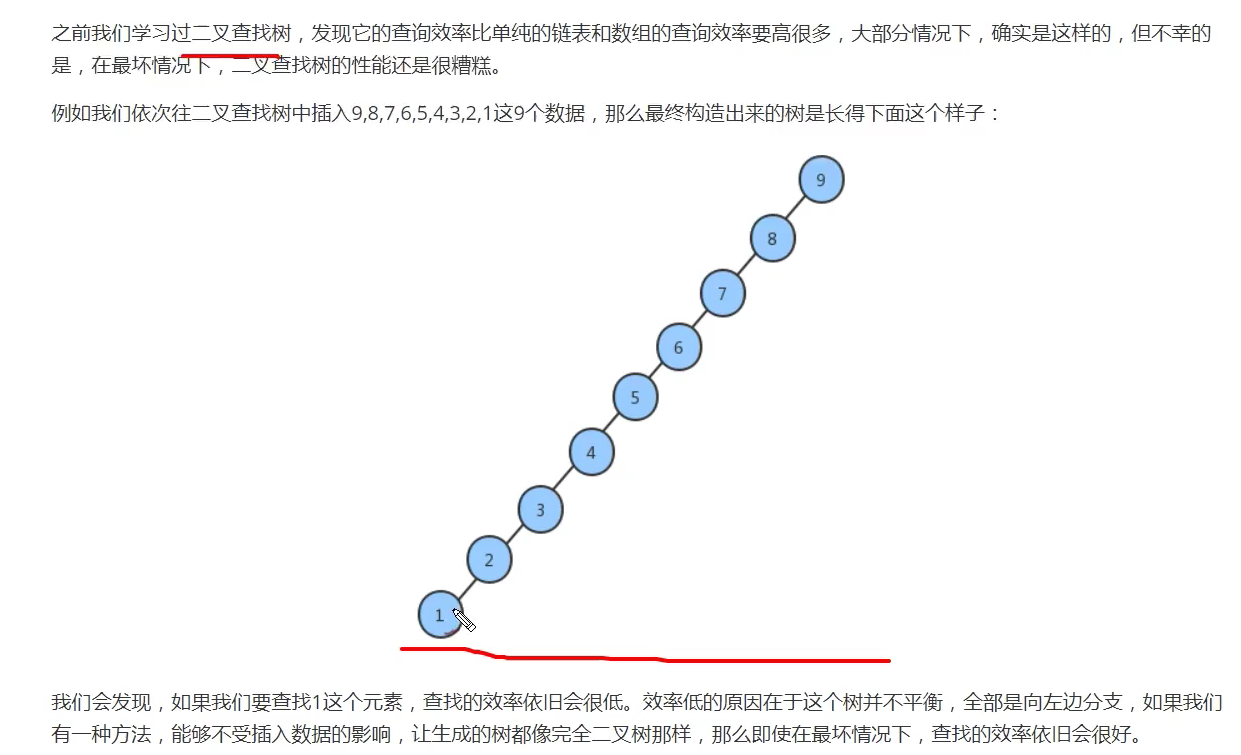 之前我们学习过二叉查找树，发现它的查询效率比单纯的链表和数组的查询效率要高很多，大部分情况下，确实是这样的，但不幸的
是，在最坏情况下，二叉查找树的性能还是很糟糕。
例如我们依次往二叉查找树中插入9,8,7,6,5,4,3,2,1这9个数据，那么最终构造出来的树是长得下面这个样子：
9
8
7
6
5
4
3
2
1
我们会发现，如果我们要查找1这个元素，查找的效率依旧会很低。效率低的原因在于这个树并不平衡，全部是向左边分支，如果我们
有一种方法，能够不受插入数据的影响，让生成的树都像完全二叉树那样，那么即使在最坏情况下，查找的效率依旧会很好。